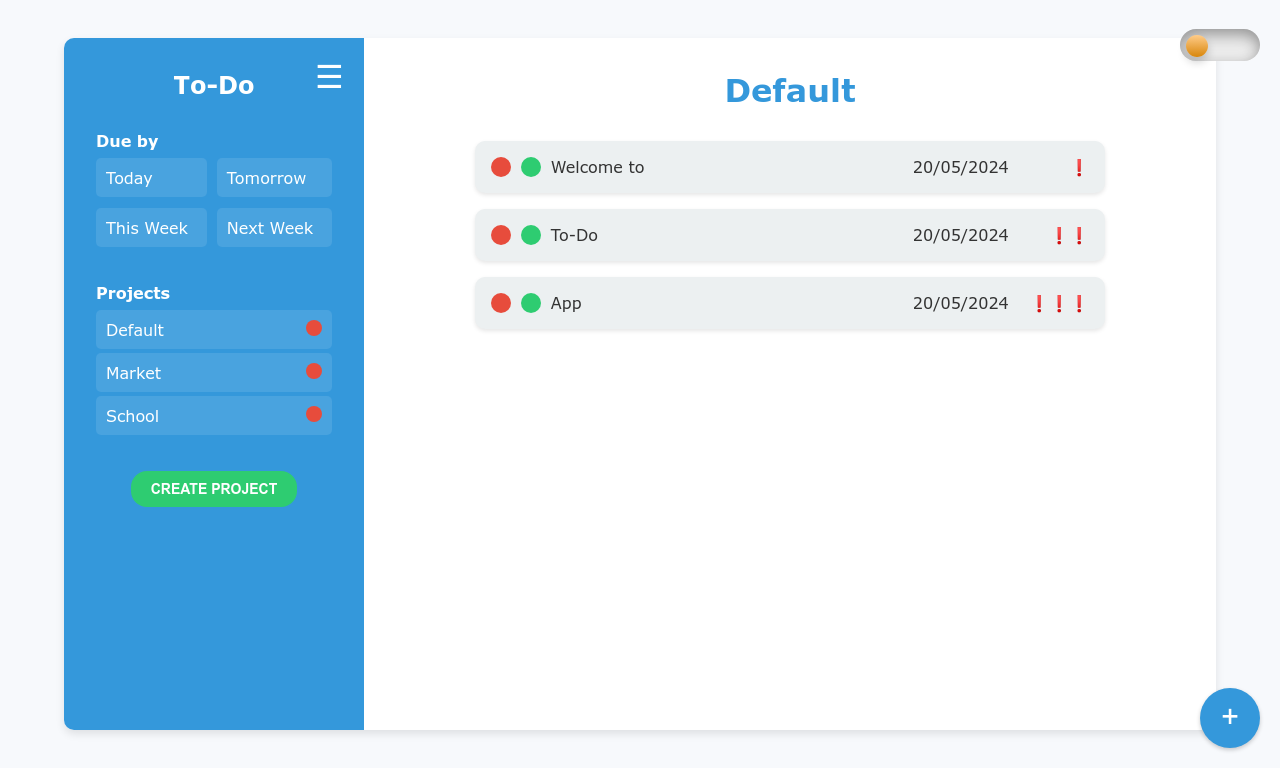 To-Do ☰
Due by
Today Tomorrow
This Week Next Week
Projects
Default
Market
School
CREATE PROJECT
Default
Welcome to 20/05/2024 ❗
To-Do 20/05/2024 ❗❗
App 20/05/2024 ❗❗❗
+